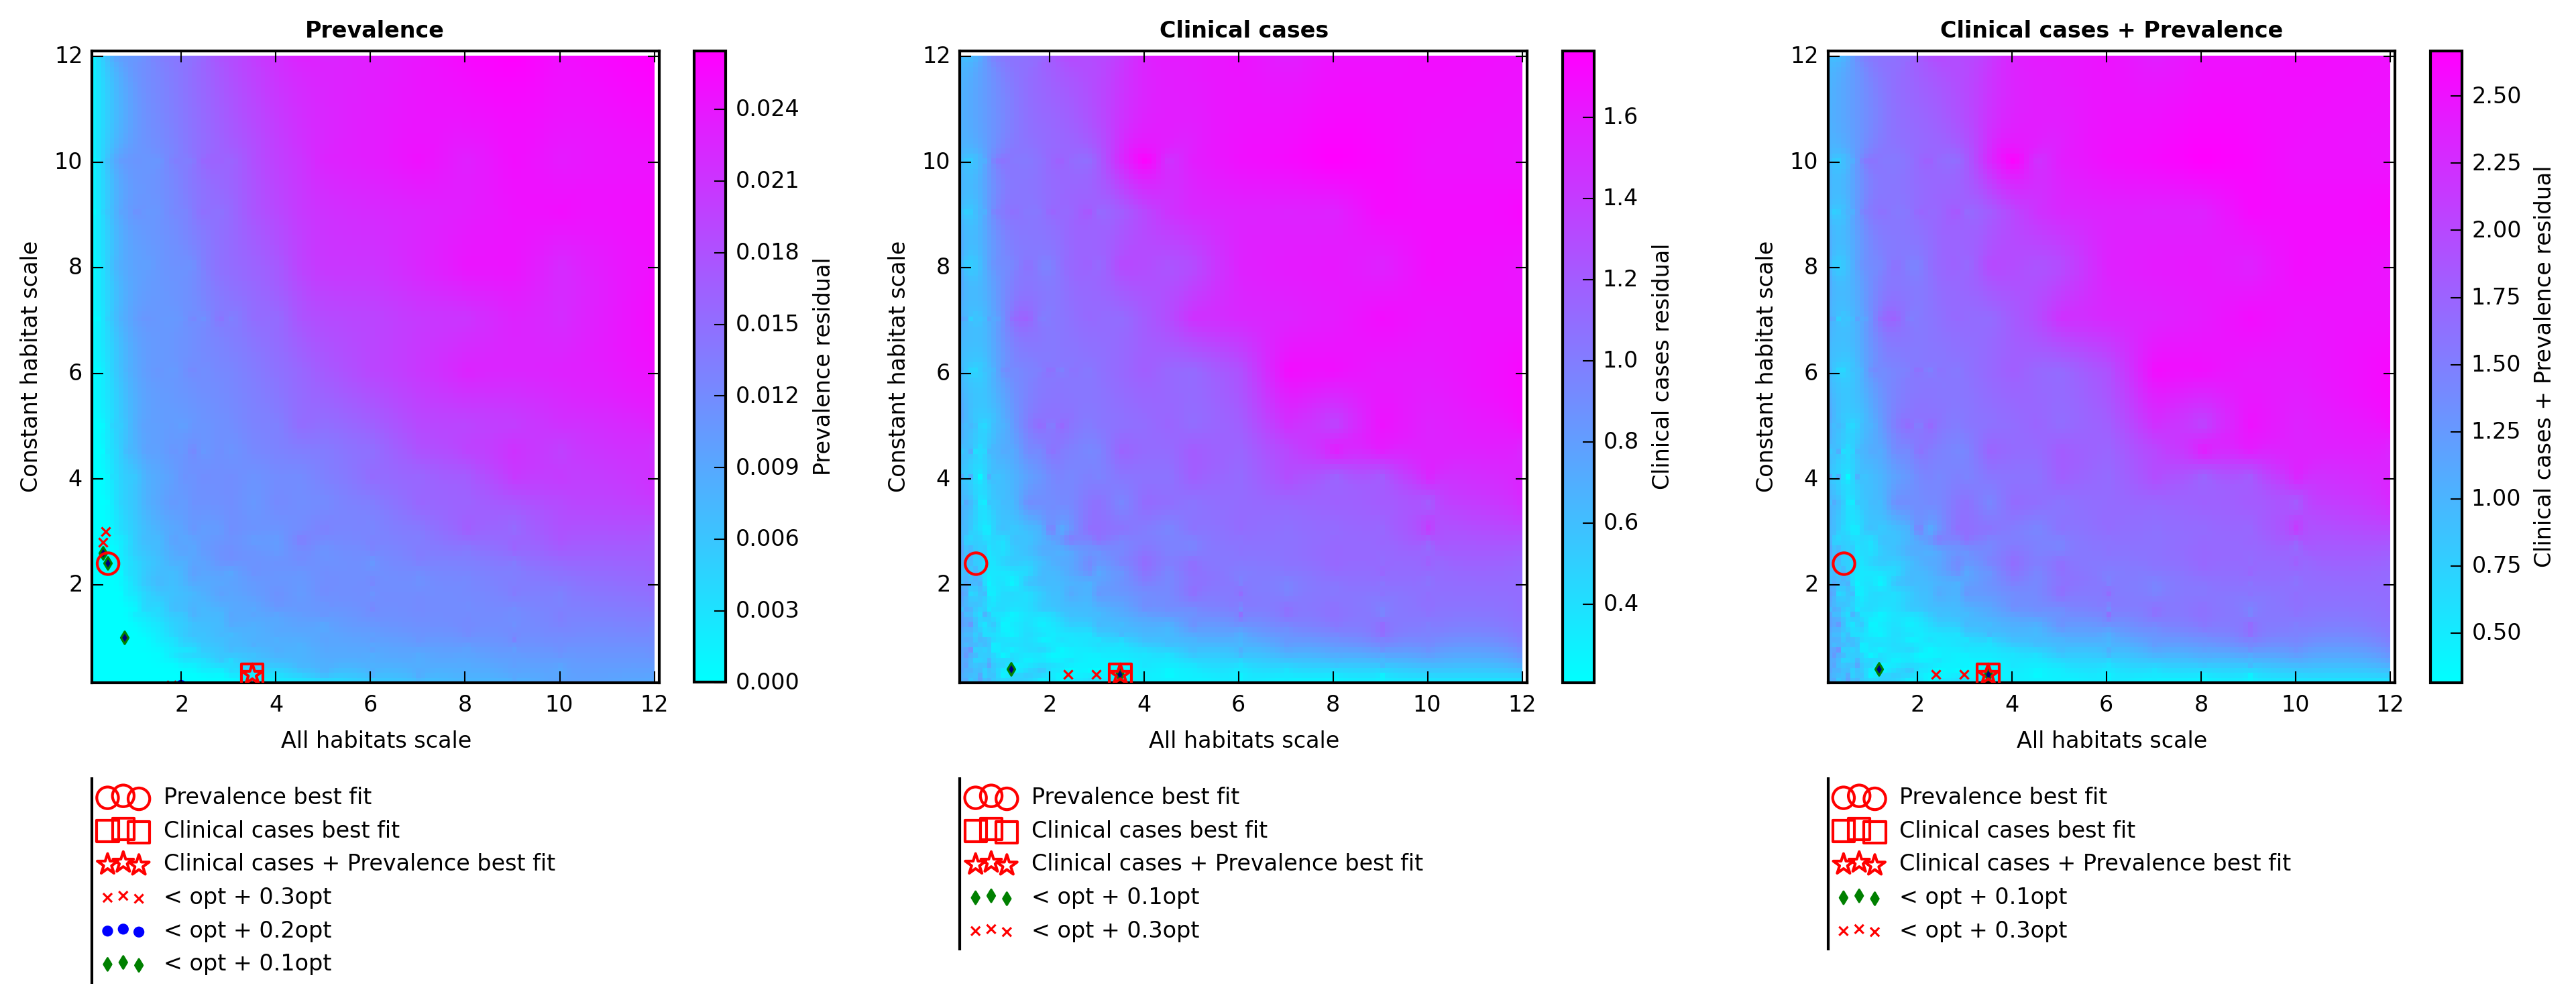 Prevalence
12
10
8
6
4
2
Constant habitat scale
2 4 6 8 10 12
All habitats scale
0.024
0.021
0.018
0.015
0.012
0.009
0.006
0.003
0.000
Prevalence residual
Prevalence best fit
Clinical cases best fit
Clinical cases + Prevalence best fit
< opt + 0.3opt
< opt + 0.2opt
< opt + 0.1opt
Clinical cases
12
10
8
6
4
2
Constant habitat scale
2 4 6 8 10 12
All habitats scale
1.6
1.4
1.2
1.0
0.8
0.6
0.4
Clinical cases residual
Prevalence best fit
Clinical cases best fit
Clinical cases + Prevalence best fit
< opt + 0.1opt
< opt + 0.3opt
Clinical cases + Prevalence
12
10
8
6
4
2
Constant habitat scale
2 4 6 8 10 12
All habitats scale
2.50
2.25
2.00
1.75
1.50
1.25
1.00
0.75
0.50
Clinical cases + Prevalence residual
Prevalence best fit
Clinical cases best fit
Clinical cases + Prevalence best fit
< opt + 0.1opt
< opt + 0.3opt